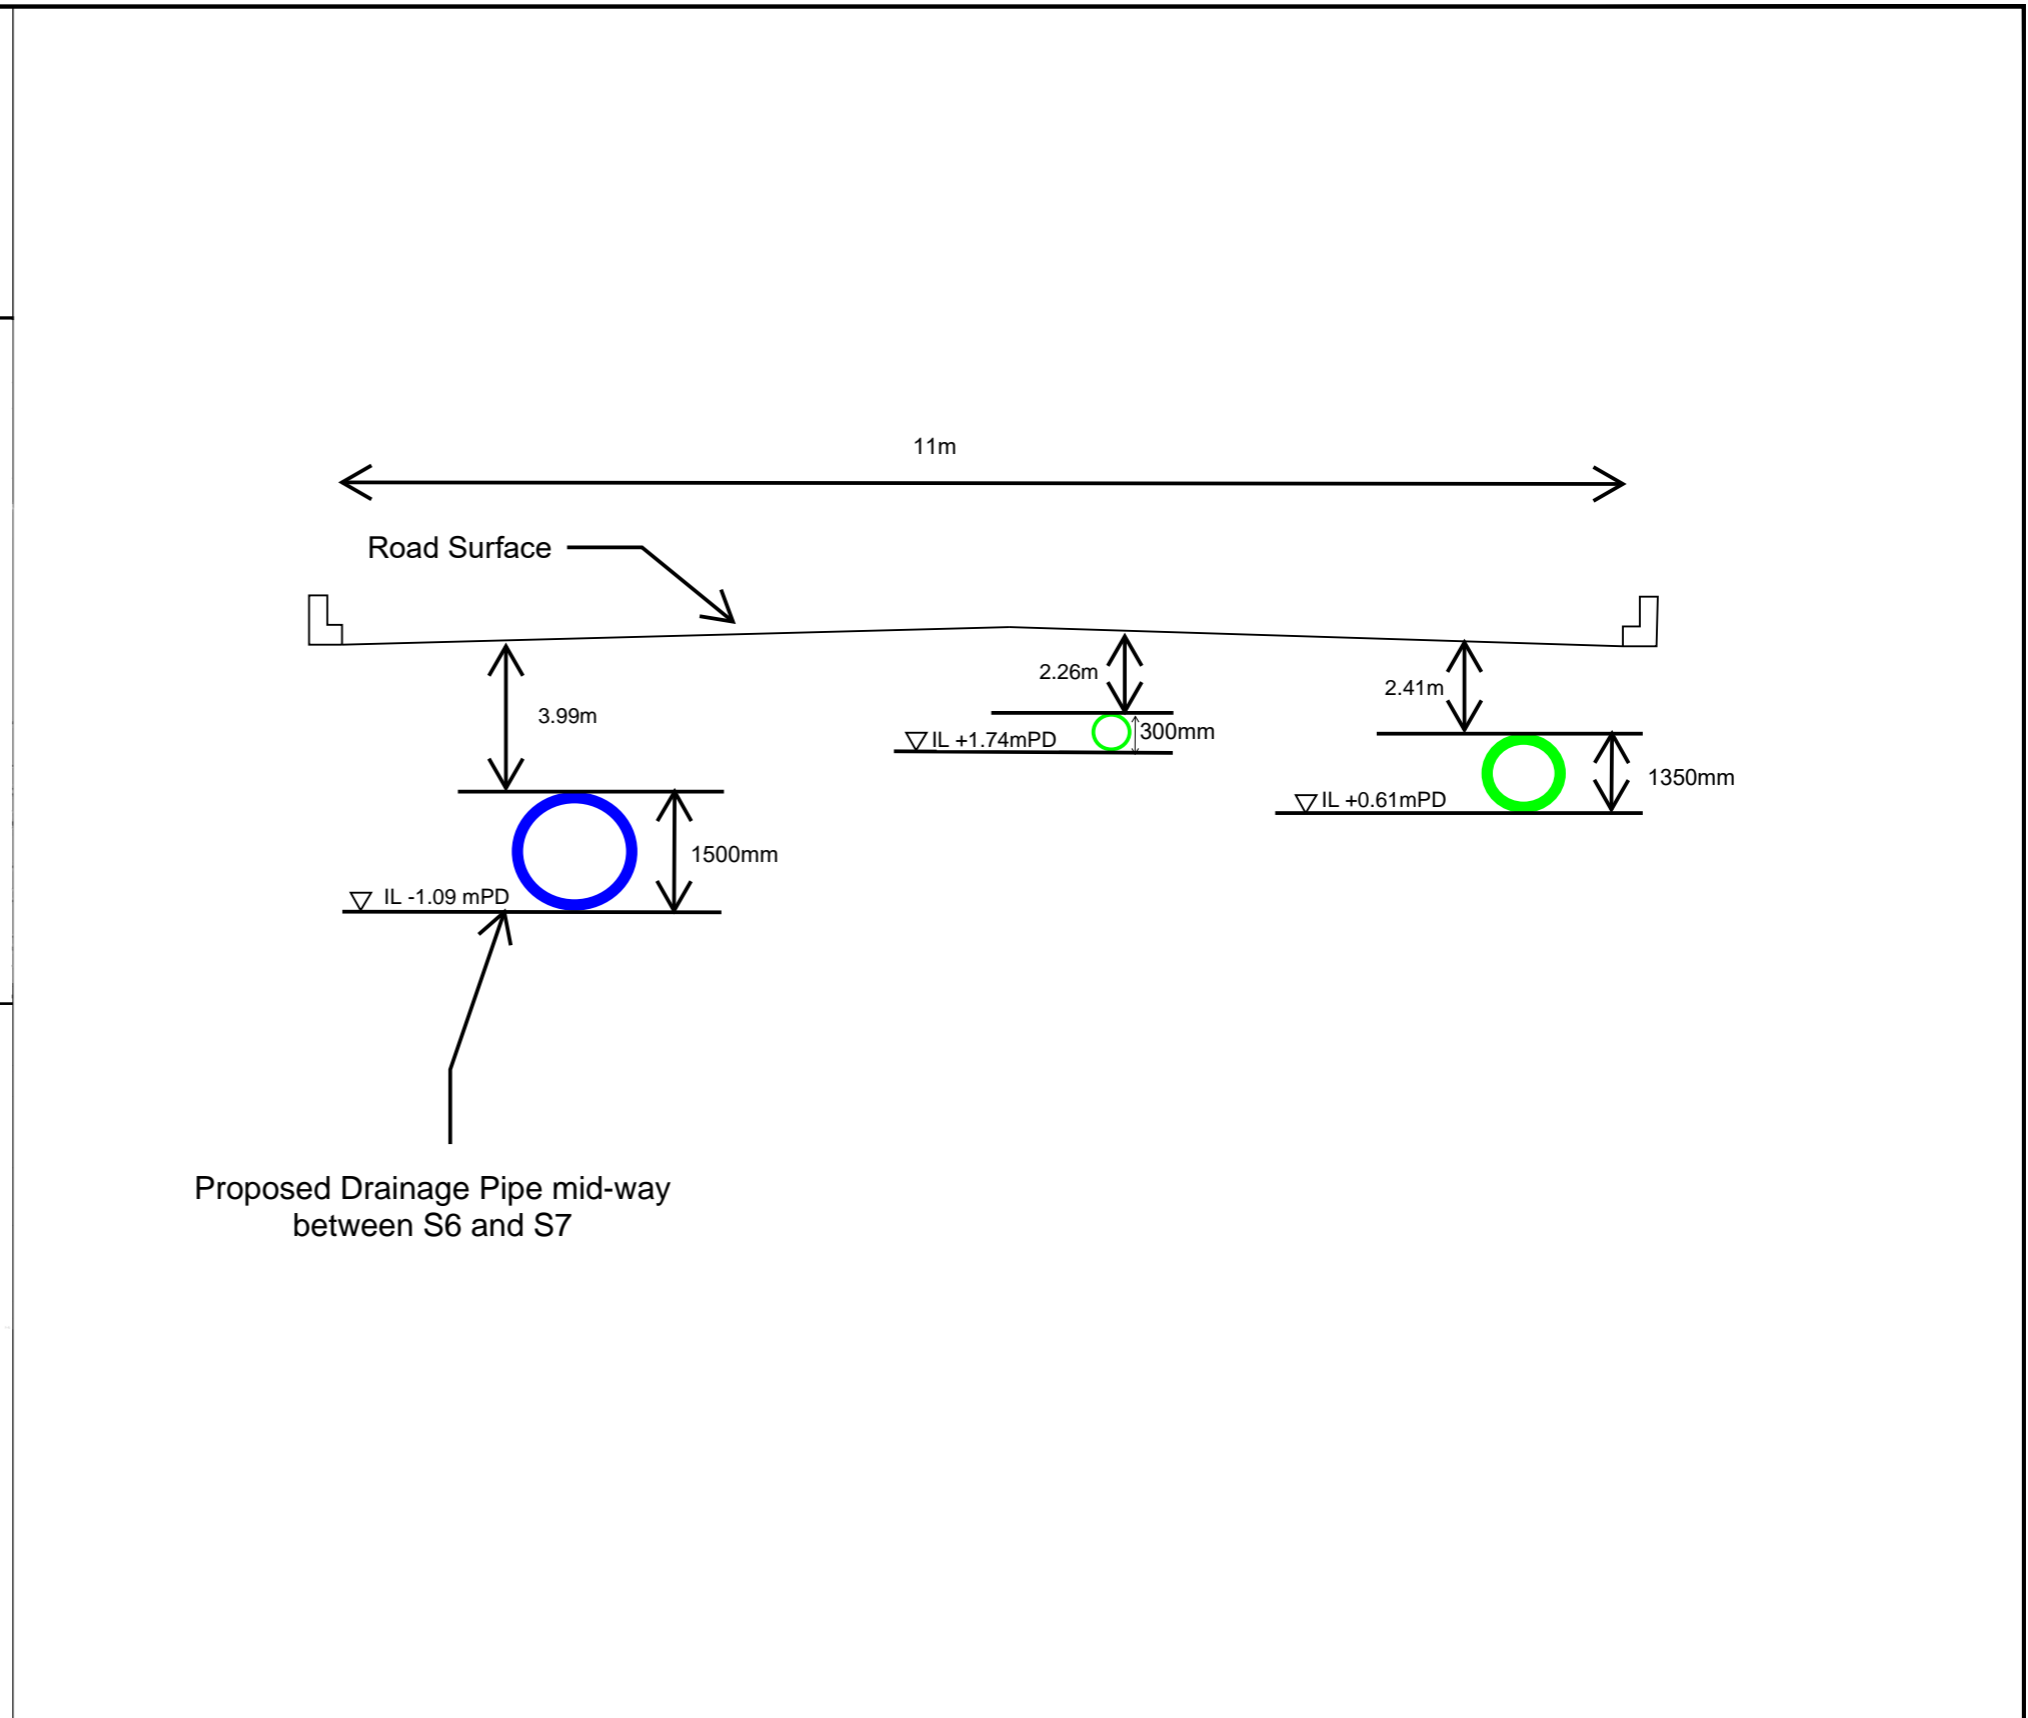 11m
Road Surface
2.26m
2.41m
3.99m
300mm
IL +1.74mPD
1350mm
IL +0.61mPD
1500mm
IL -1.09 mPD
Proposed Drainage Pipe mid-way
between S6 and S7